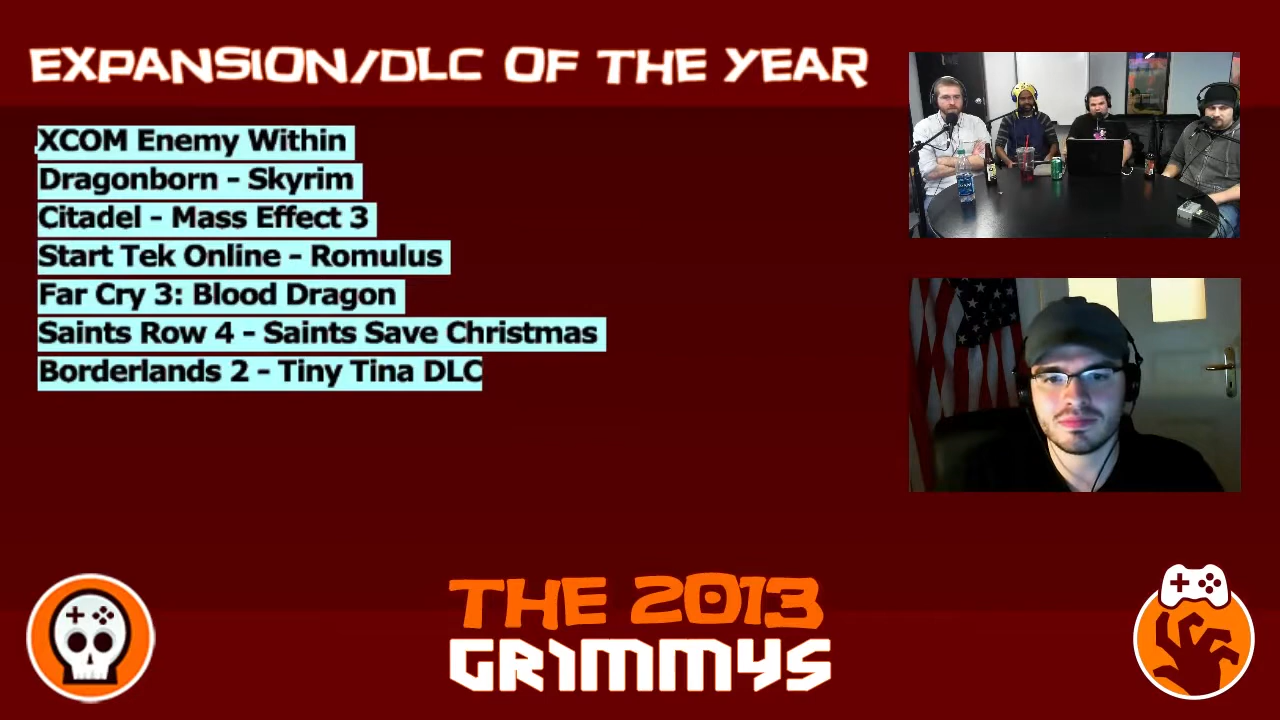 EXPANSION/DLC OF THE YEAR
XCOM Enemy Within
Dragonborn - Skyrim
Citadel - Mass Effect 3
Start Tek Online - Romulus
Far Cry 3: Blood Dragon
Saints Row 4 - Saints Save Christmas
Borderlands 2 - Tiny Tina DLC
THE 2013
GR1MM4S